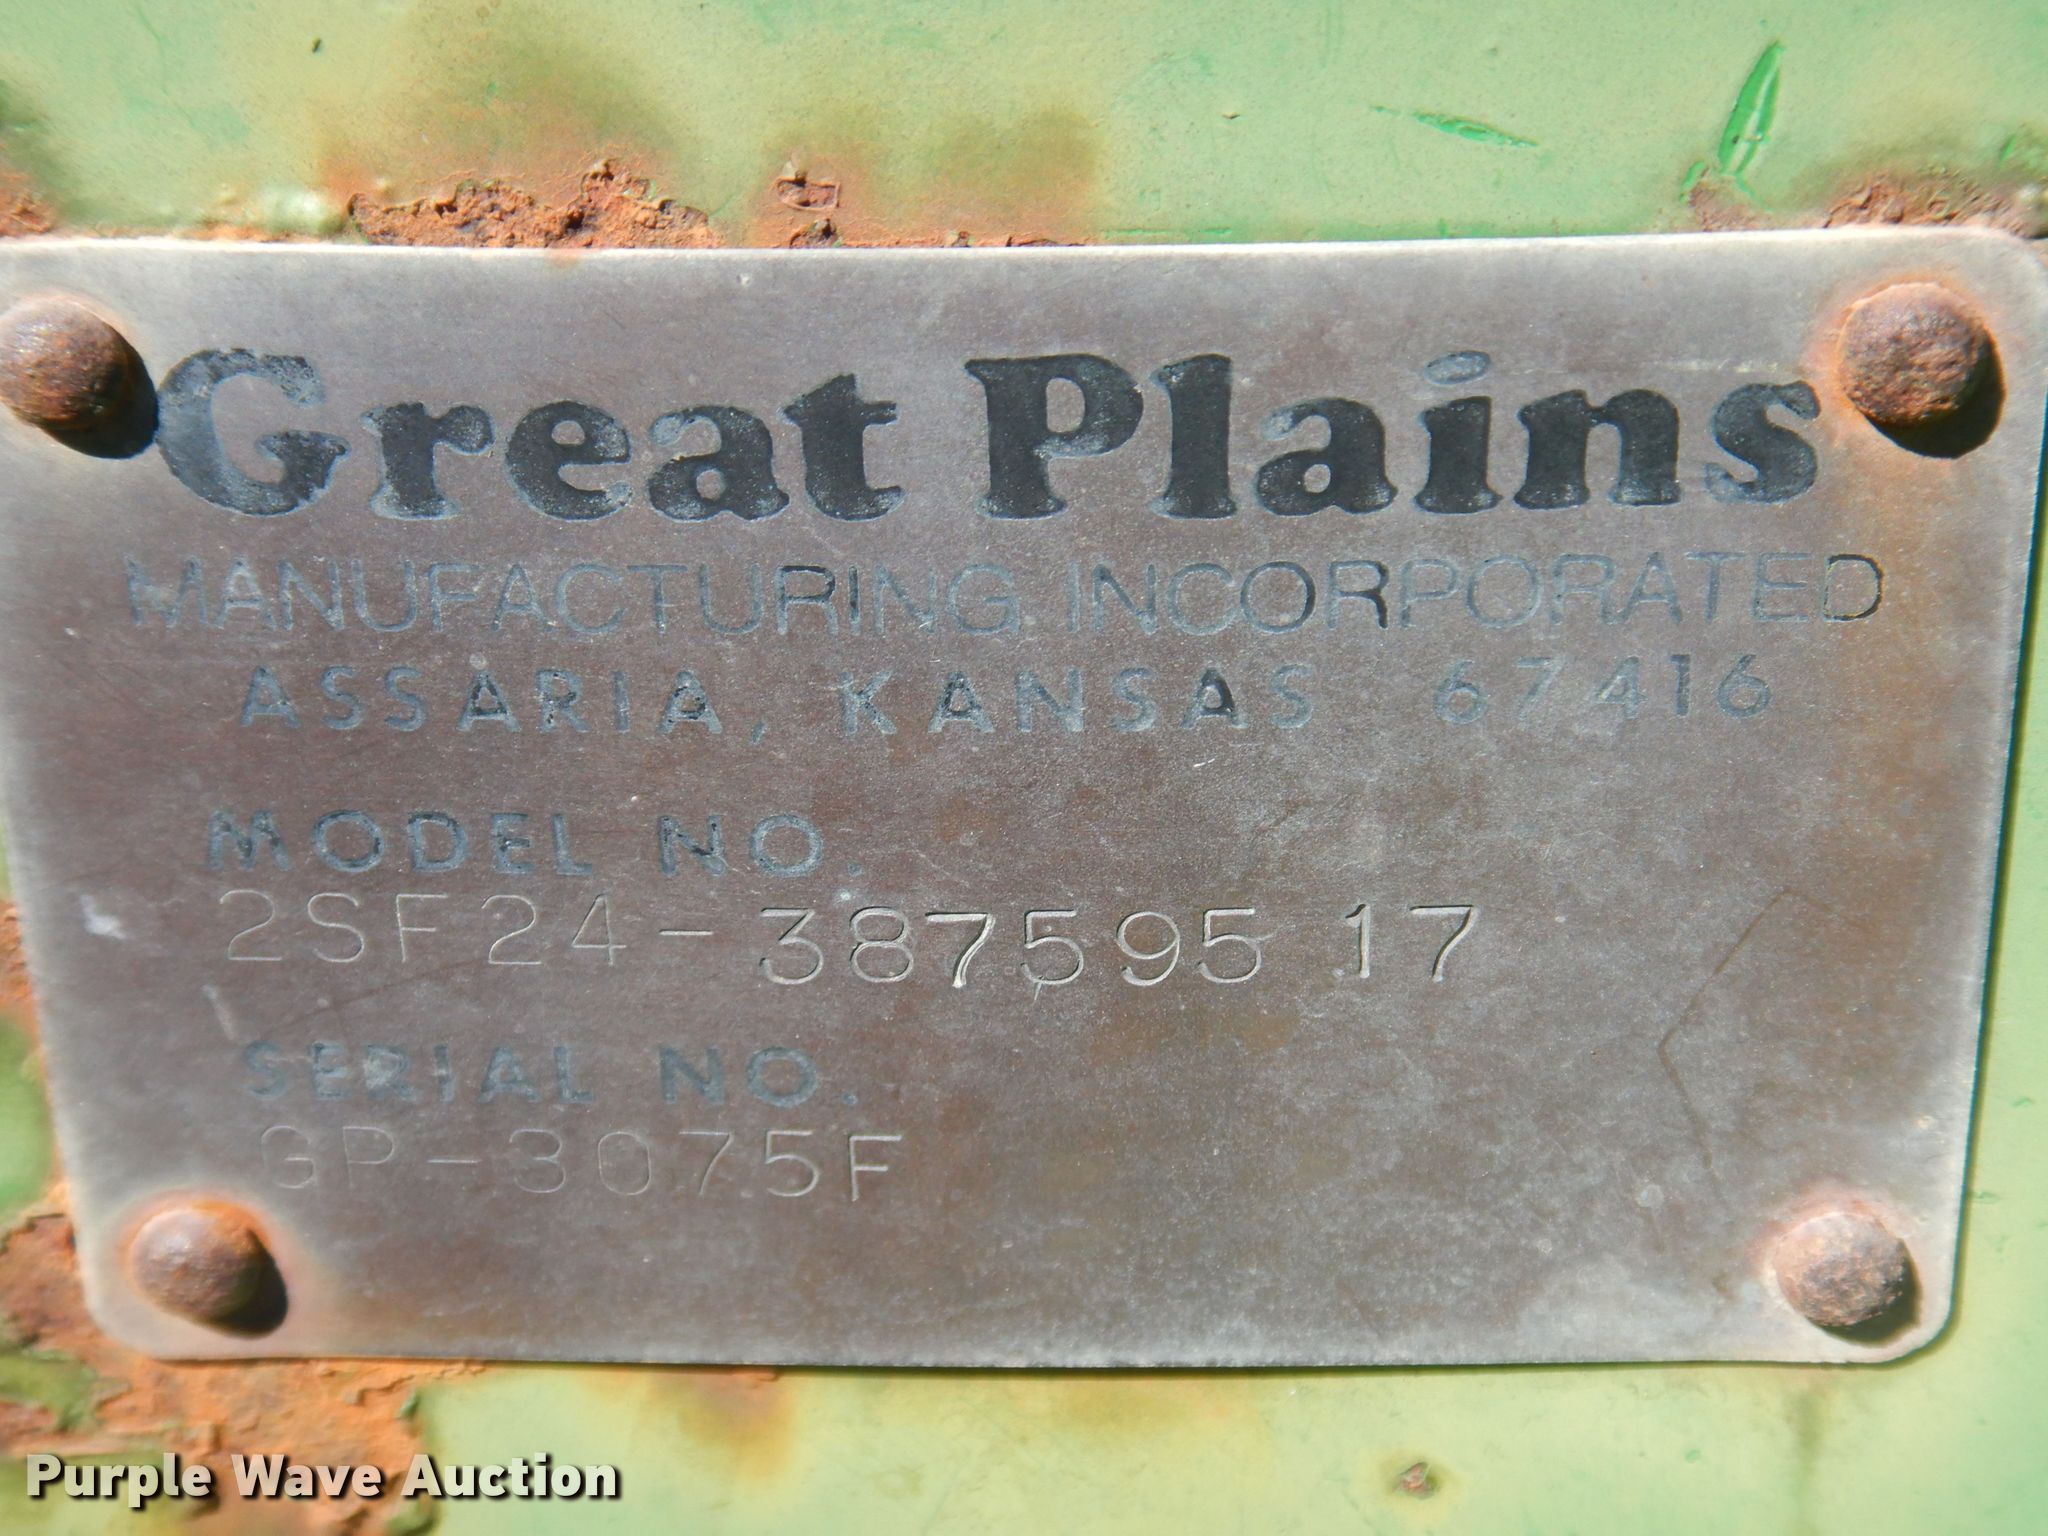 Great Plains
MANUFACTURING, INCORPORATED
ASSARIA, KANSAS 67416
MODEL NO.
2SF24-387595 17
SERIAL NO.
GP-3075F
Purple Wave Auction